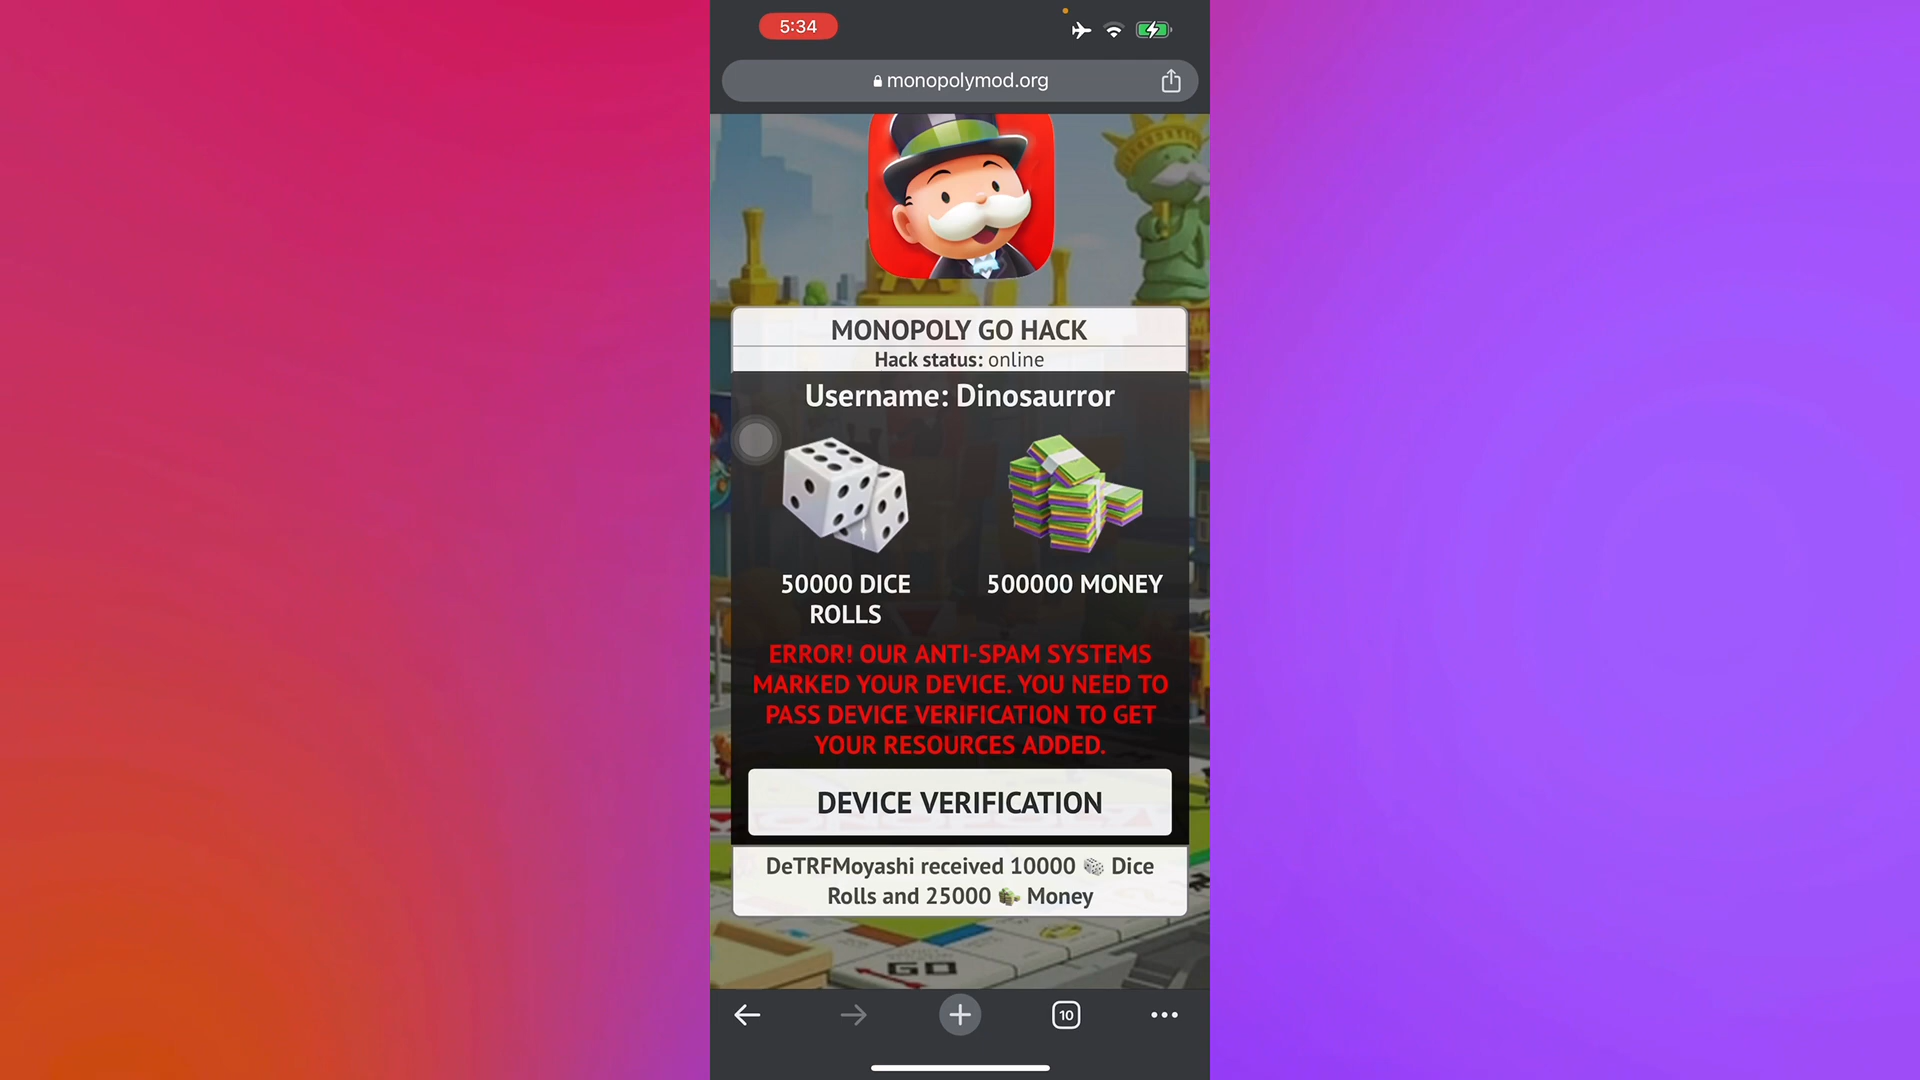 5:34
monopolymod.org
MONOPOLY GO HACK
Hack status: online
Username: Dinosaurror
50000 DICE
ROLLS
500000 MONEY
ERROR! OUR ANTI-SPAM SYSTEMS
MARKED YOUR DEVICE. YOU NEED TO
PASS DEVICE VERIFICATION TO GET
YOUR RESOURCES ADDED.
DEVICE VERIFICATION
DeTRFMoyashi received 10000 Dice
Rolls and 25000 Money
GO
10